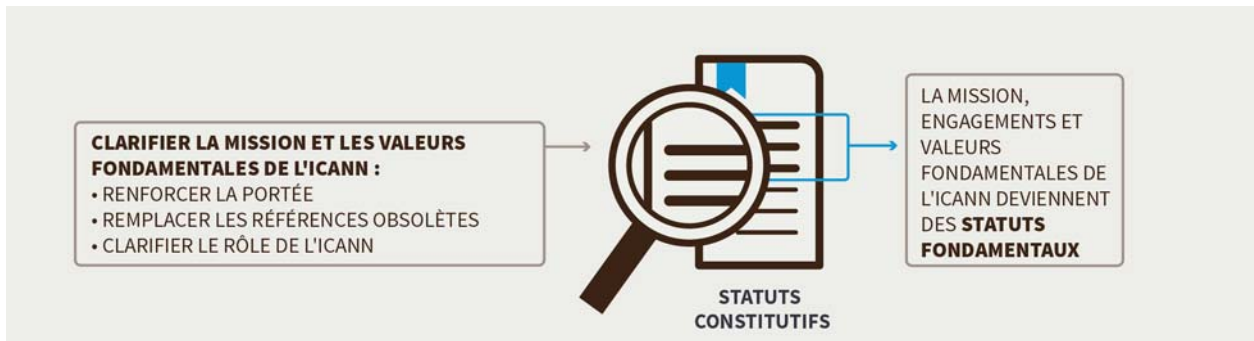 CLARIFIER LA MISSION ET LES VALEURS
FONDAMENTALES DE L'ICANN :
• RENFORCER LA PORTÉE
• REMPLACER LES RÉFÉRENCES OBSOLÈTES
• CLARIFIER LE RÔLE DE L'ICANN
STATUTS
CONSTITUTIFS
LA MISSION,
ENGAGEMENTS ET
VALEURS
FONDAMENTALES DE
L'ICANN DEVIENNENT
DES STATUTS
FONDAMENTAUX